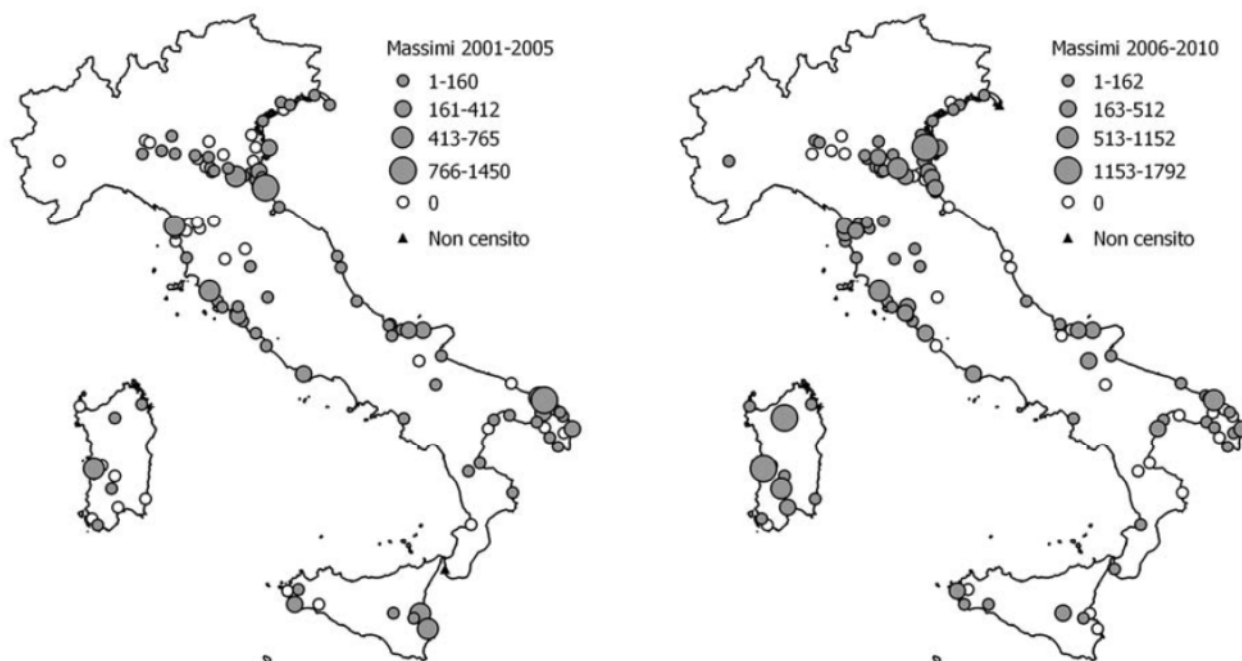 Massimi 2001-2005
1-160
161-412
413-765
766-1450
0
Non censito
Massimi 2006-2010
1-162
163-512
513-1152
1153-1792
0
Non censito